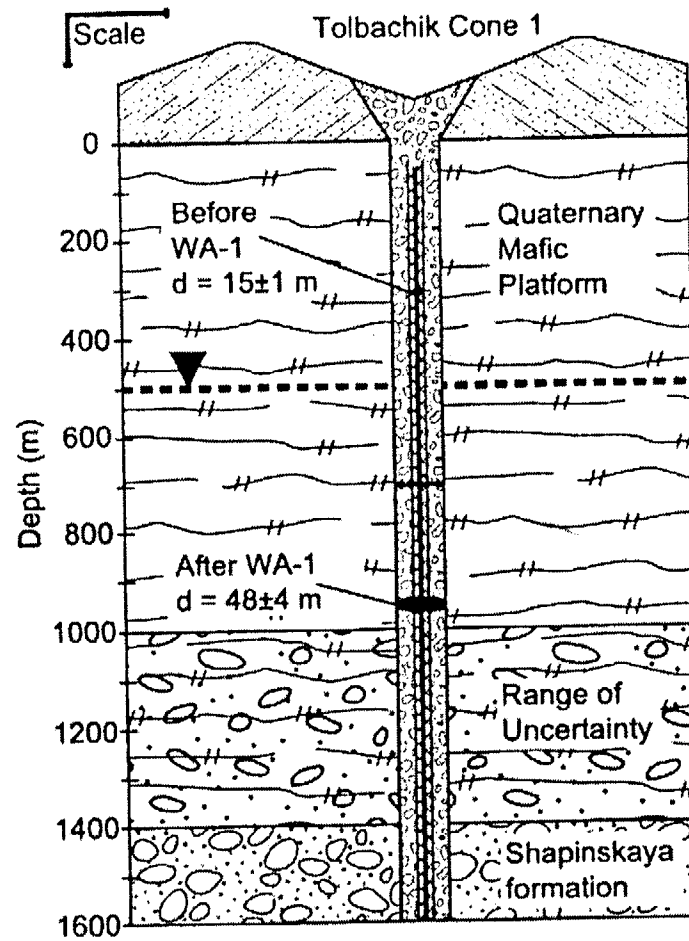 Scale
Tolbachik Cone 1
0
Before
WA-1
d = 15±1 m
Quaternary
Mafic
Platform
200
400
600
Depth (m)
800
After WA-1
d = 48±4 m
1000
Range of
Uncertainty
1200
1400
Shapinskaya
formation
1600